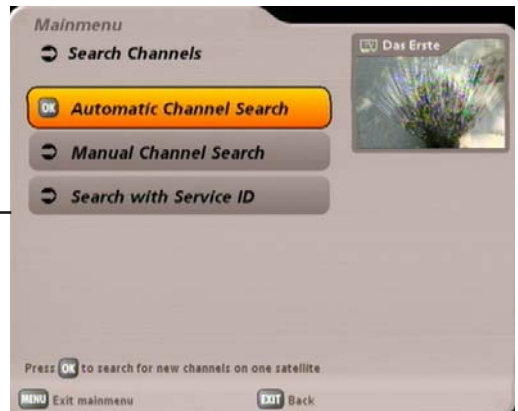 Mainmenu
Search Channels
Das Erste
OK Automatic Channel Search
Manual Channel Search
Search with Service ID
Press OK to search for new channels on one satellite
MENU Exit mainmenu EXIT Back